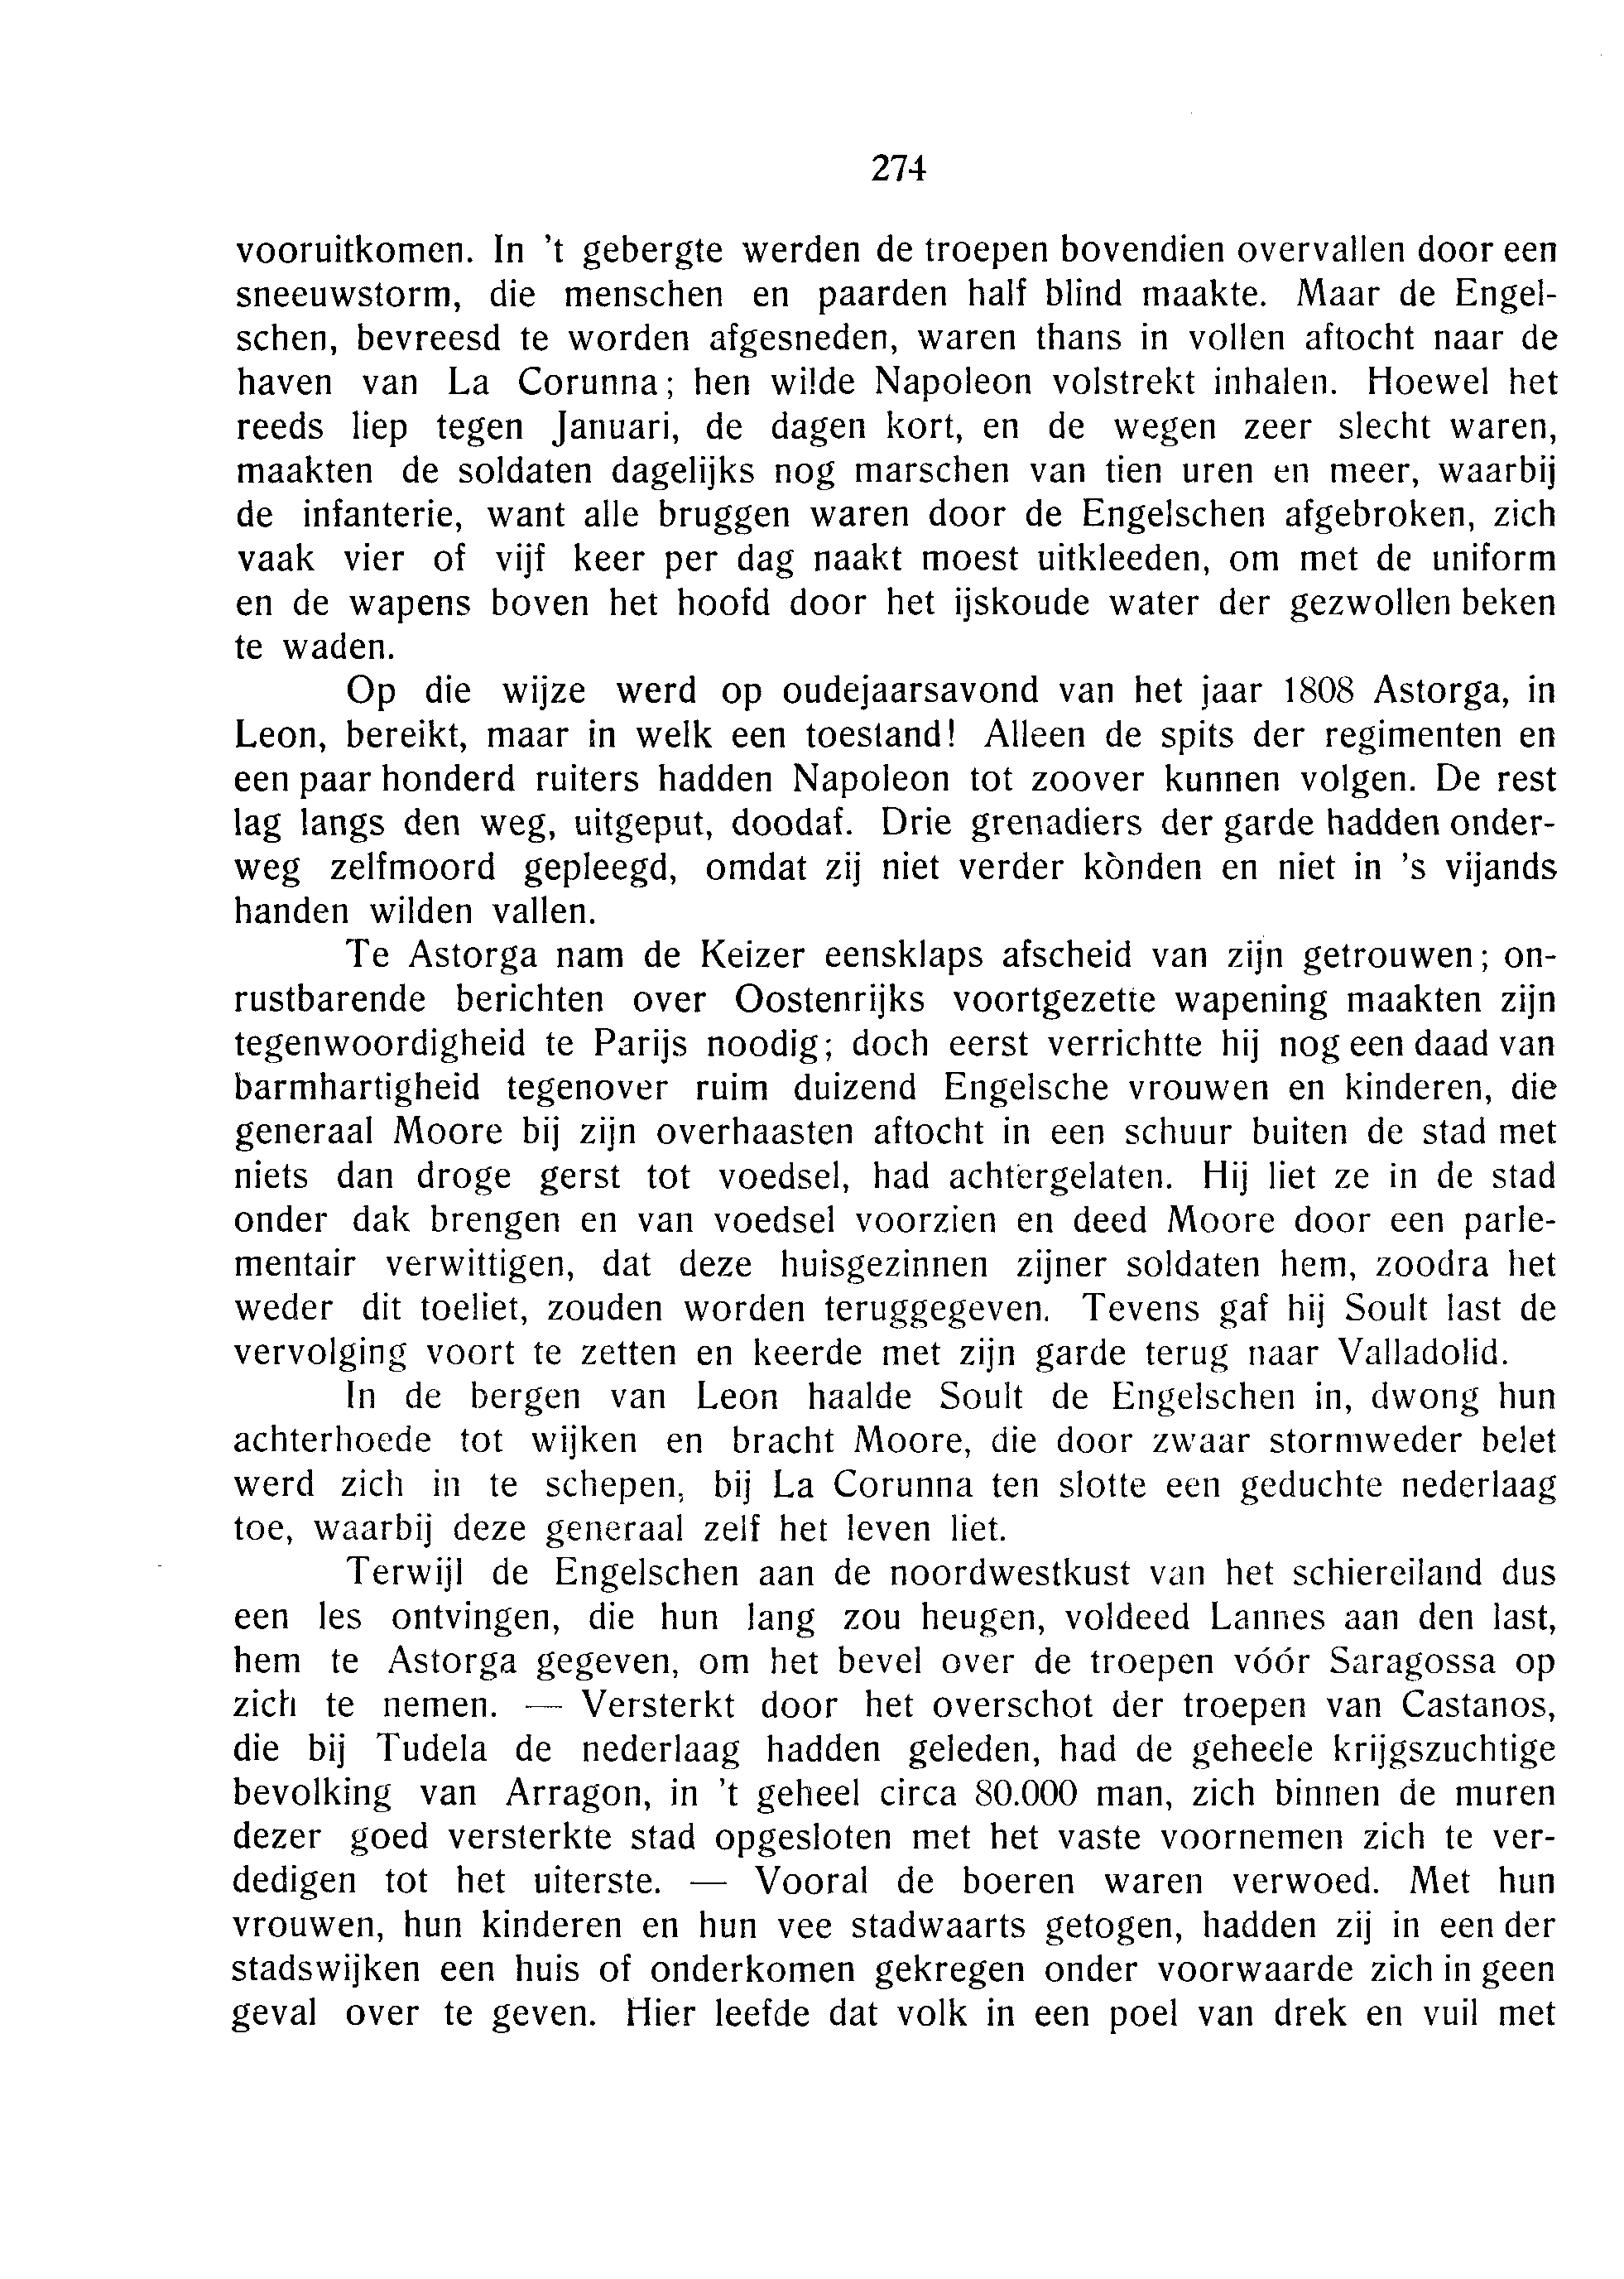 274
vooruitkomen. In 't gebergte werden de troepen bovendien overvallen door een
sneeuwstorm, die menschen en paarden half blind maakte. Maar de Engel-
schen, bevreesd te worden afgesneden, waren thans in vollen aftocht naar de
haven van La Corunna; hen wilde Napoleon volstrekt inhalen. Hoewel het
reeds liep tegen Januari, de dagen kort, en de wegen zeer slecht waren,
maakten de soldaten dagelijks nog marschen van tien uren en meer, waarbij
de infanterie, want alle bruggen waren door de Engelschen afgebroken, zich
vaak vier of vijf keer per dag naakt moest uitkleeden, om met de uniform
en de wapens boven het hoofd door het ijskoude water der gezwollen beken
te waden.
Op die wijze werd op oudejaarsavond van het jaar 1808 Astorga, in
Leon, bereikt, maar in welk een toestand! Alleen de spits der regimenten en
een paar honderd ruiters hadden Napoleon tot zoover kunnen volgen. De rest
lag langs den weg, uitgeput, doodaf. Drie grenadiers der garde hadden onder-
weg zelfmoord gepleegd, omdat zij niet verder kònden en niet in 's vijands
handen wilden vallen.
Te Astorga nam de Keizer eensklaps afscheid van zijn getrouwen; on-
rustbarende berichten over Oostenrijks voortgezette wapening maakten zijn
tegenwoordigheid te Parijs noodig; doch eerst verrichtte hij nog een daad van
barmhartigheid tegenover ruim duizend Engelsche vrouwen en kinderen, die
generaal Moore bij zijn overhaasten aftocht in een schuur buiten de stad met
niets dan droge gerst tot voedsel, had achtergelaten. Hij liet ze in de stad
onder dak brengen en van voedsel voorzien en deed Moore door een parle-
mentair verwittigen, dat deze huisgezinnen zijner soldaten hem, zoodra het
weder dit toeliet, zouden worden teruggegeven. Tevens gaf hij Soult last de
vervolging voort te zetten en keerde met zijn garde terug naar Valladolid.
In de bergen van Leon haalde Soult de Engelschen in, dwong hun
achterhoede tot wijken en bracht Moore, die door zwaar stormweder belet
werd zich in te schepen, bij La Corunna ten slotte een geduchte nederlaag
toe, waarbij deze generaal zelf het leven liet.
Terwijl de Engelschen aan de noordwestkust van het schiereiland dus
een les ontvingen, die hun lang zou heugen, voldeed Lannes aan den last,
hem te Astorga gegeven, om het bevel over de troepen vóór Saragossa op
zich te nemen. — Versterkt door het overschot der troepen van Castanos,
die bij Tudela de nederlaag hadden geleden, had de geheele krijgszuchtige
bevolking van Arragon, in 't geheel circa 80.000 man, zich binnen de muren
dezer goed versterkte stad opgesloten met het vaste voornemen zich te ver-
dedigen tot het uiterste. — Vooral de boeren waren verwoed. Met hun
vrouwen, hun kinderen en hun vee stadwaarts getogen, hadden zij in een der
stadswijken een huis of onderkomen gekregen onder voorwaarde zich in geen
geval over te geven. Hier leefde dat volk in een poel van drek en vuil met